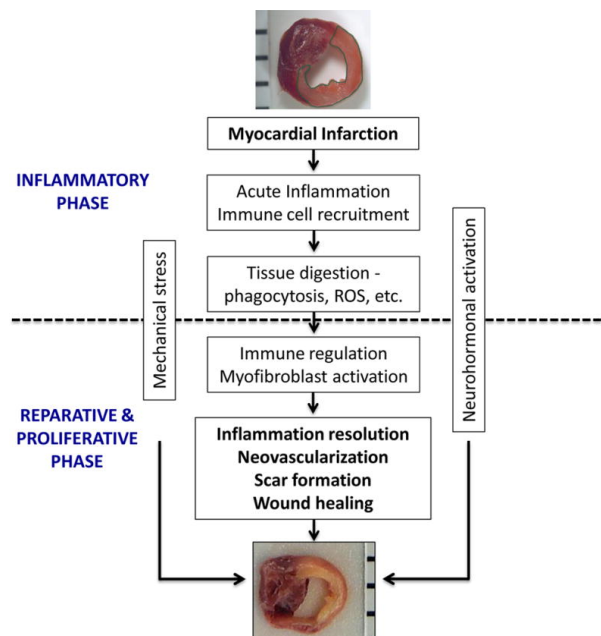 Myocardial Infarction
INFLAMMATORY
PHASE
Acute Inflammation
Immune cell recruitment
Tissue digestion -
phagocytosis, ROS, etc.
Mechanical stress
Neurohormonal activation
Immune regulation
Myofibroblast activation
REPARATIVE &
PROLIFERATIVE
PHASE
Inflammation resolution
Neovascularization
Scar formation
Wound healing